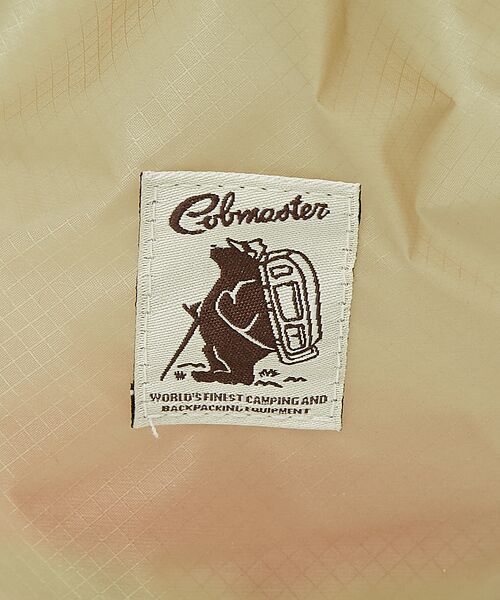 Cobmaster
WORLD'S FINEST CAMPING AND
BACKPACKING EQUIPMENT